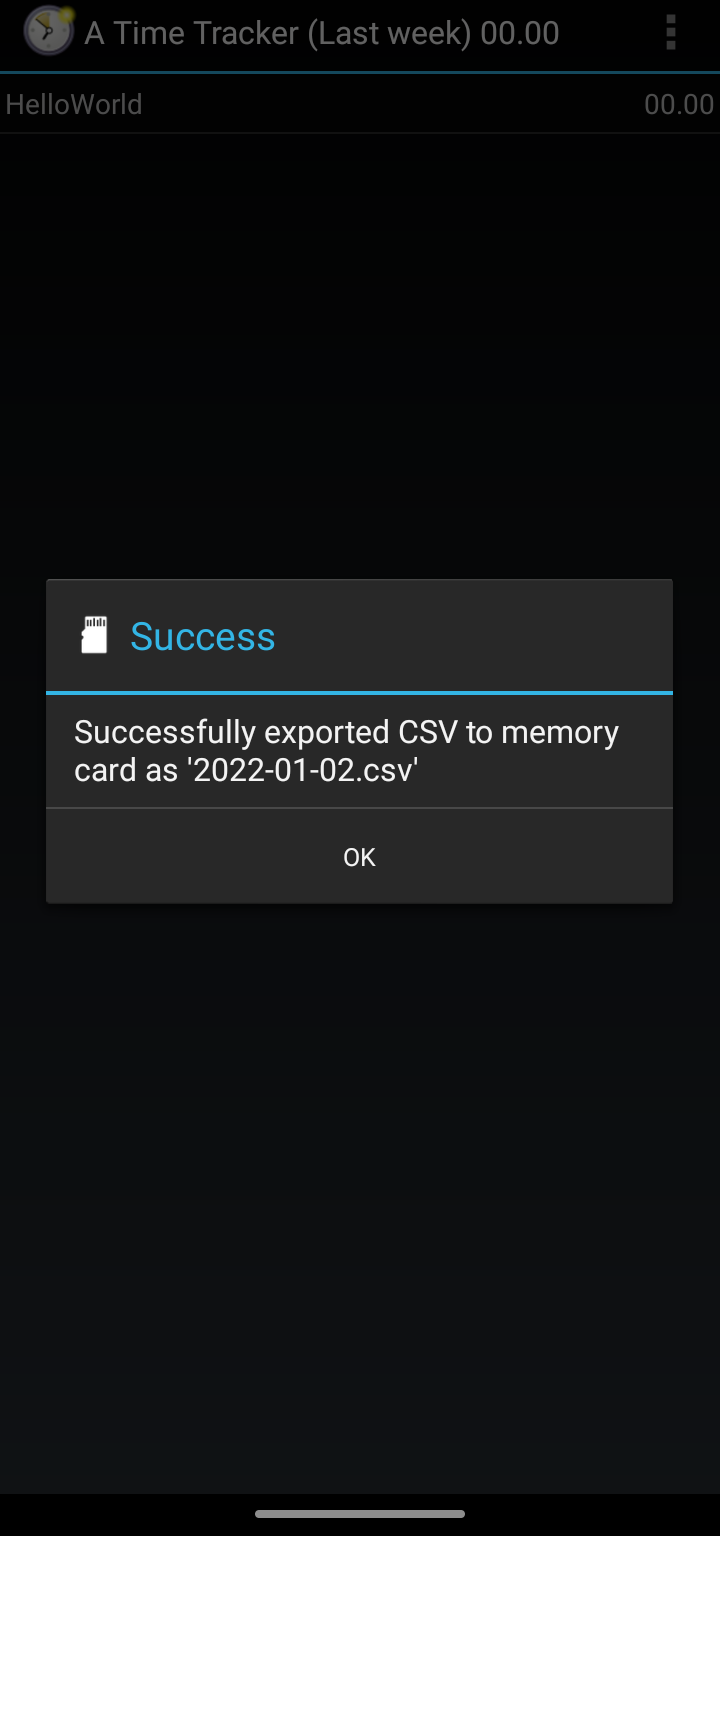 A Time Tracker (Last week) 00.00
HelloWorld 00.00
Success
Successfully exported CSV to memory
card as '2022-01-02.csv'
OK